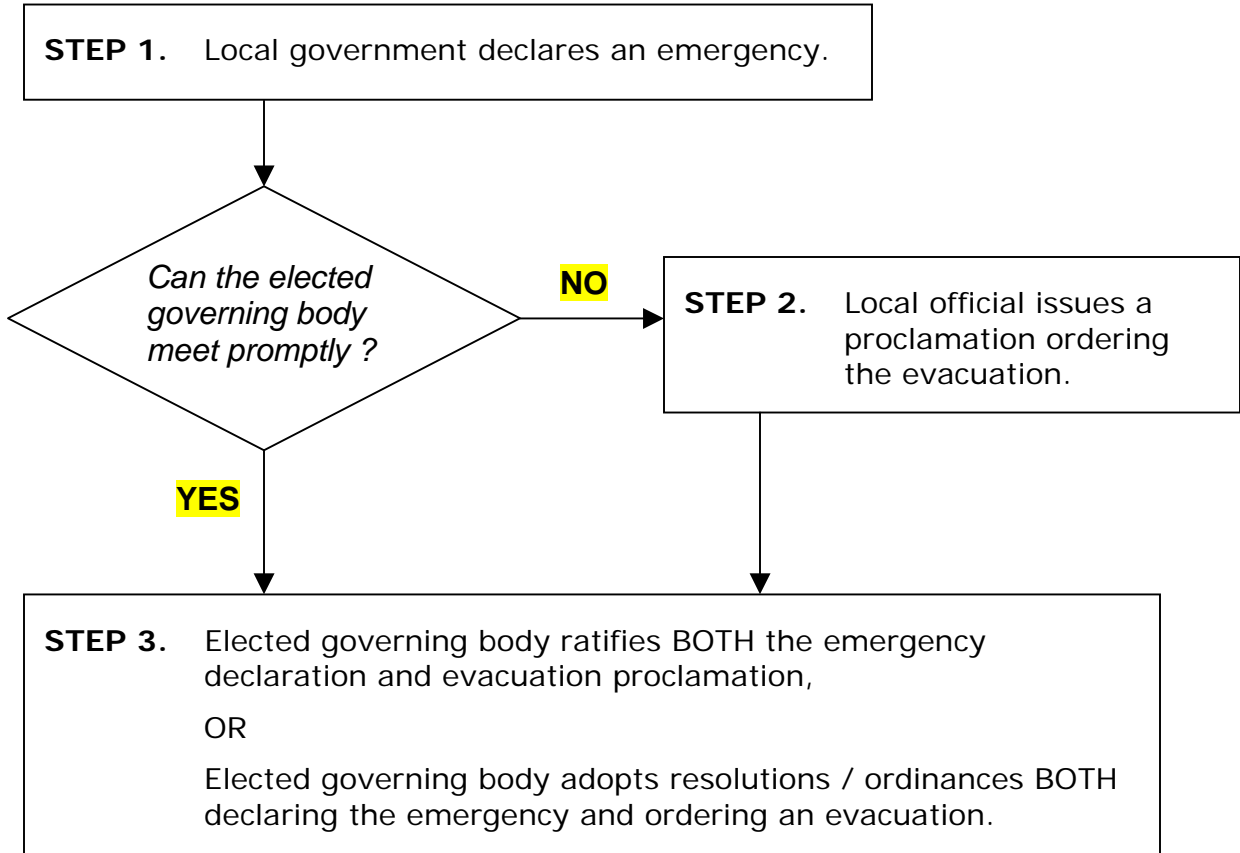 STEP 1. Local government declares an emergency.
Can the elected
governing body
meet promptly ?
NO
STEP 2. Local official issues a
proclamation ordering
the evacuation.
YES
STEP 3. Elected governing body ratifies BOTH the emergency
declaration and evacuation proclamation,
OR
Elected governing body adopts resolutions / ordinances BOTH
declaring the emergency and ordering an evacuation.